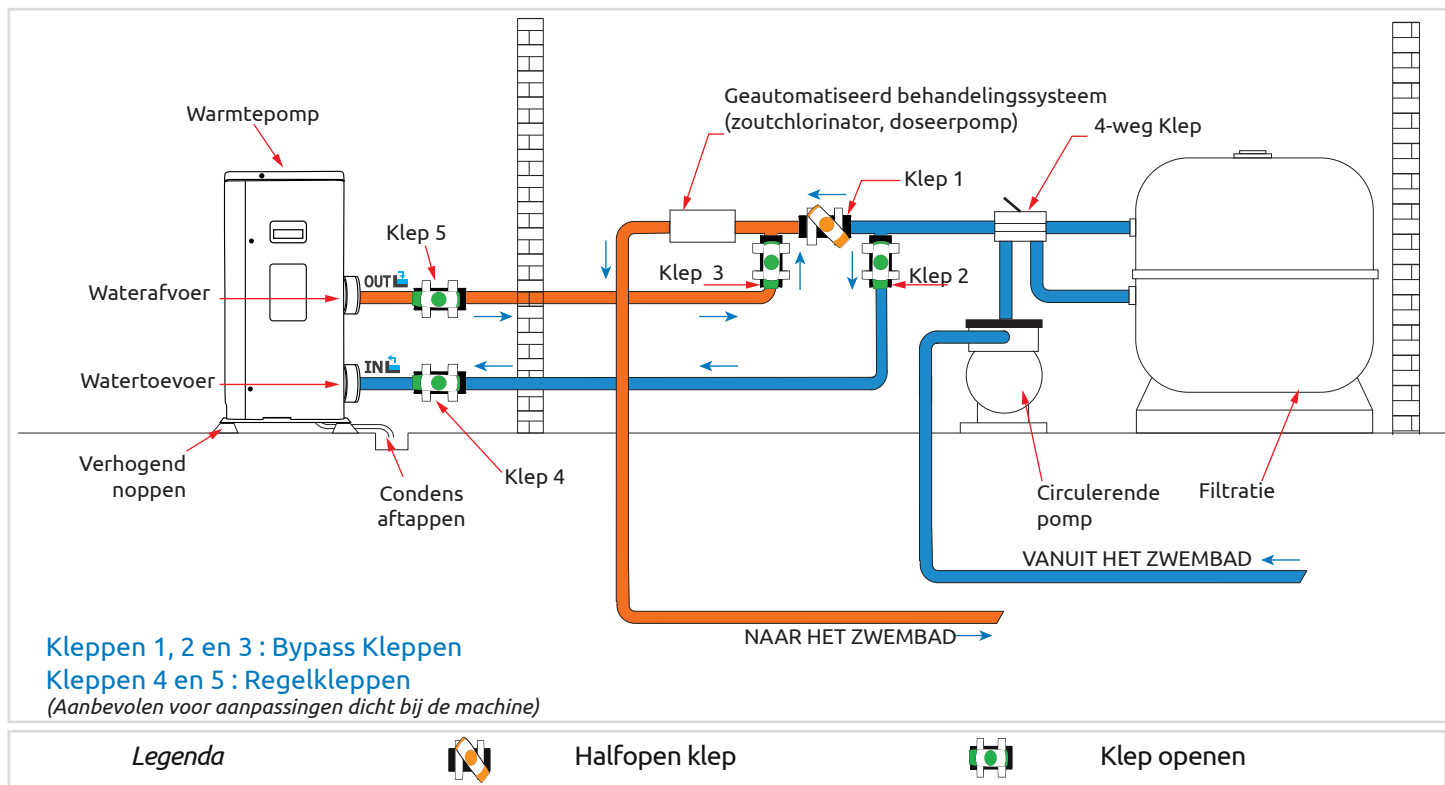 Geautomatiseerd behandelingssysteem
(zoutchlorinator, doseerpomp)
4-weg Klep
Warmtepomp
Klep 1
Klep 5
Klep 3
Klep 2
OUT
Waterafvoer
IN
Watertoevoer
Verhogend
noppen
Condens
aftappen
Klep 4
Circulerende
pomp
Filtratie
VANUIT HET ZWEMBAD
NAAR HET ZWEMBAD
Kleppen 1, 2 en 3 : Bypass Kleppen
Kleppen 4 en 5 : Regelkleppen
(Aanbevolen voor aanpassingen dicht bij de machine)
Legenda
Halfopen klep
Klep openen